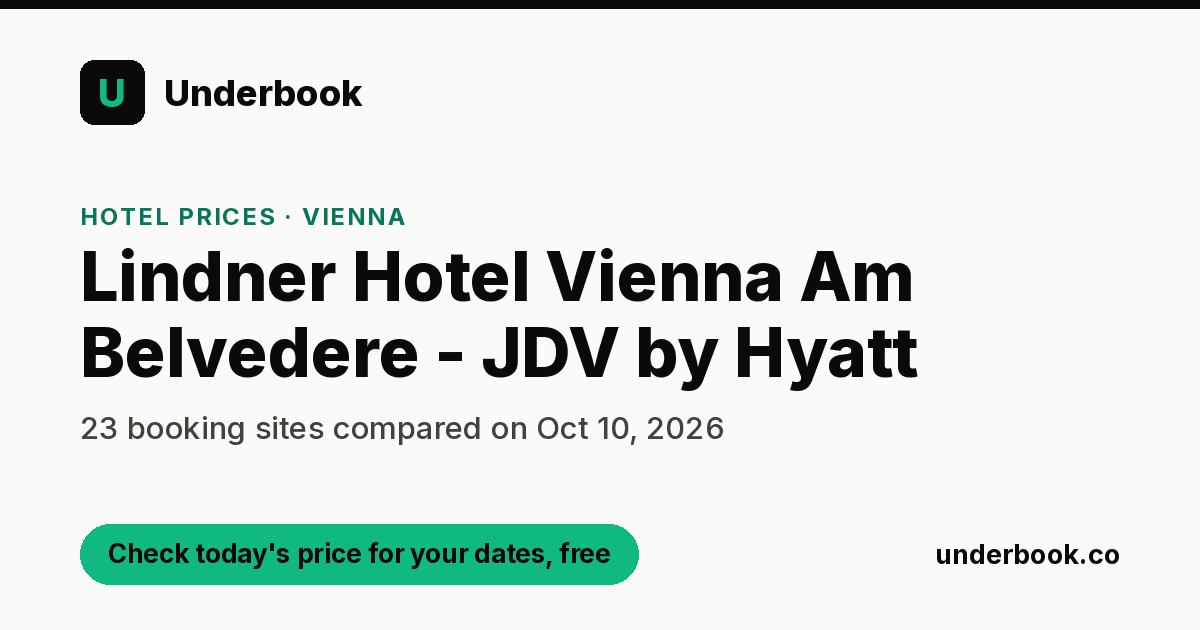 U Underbook
HOTEL PRICES · VIENNA
Lindner Hotel Vienna Am
Belvedere - JDV by Hyatt
23 booking sites compared on Oct 10, 2026
Check today's price for your dates, free
underbook.co